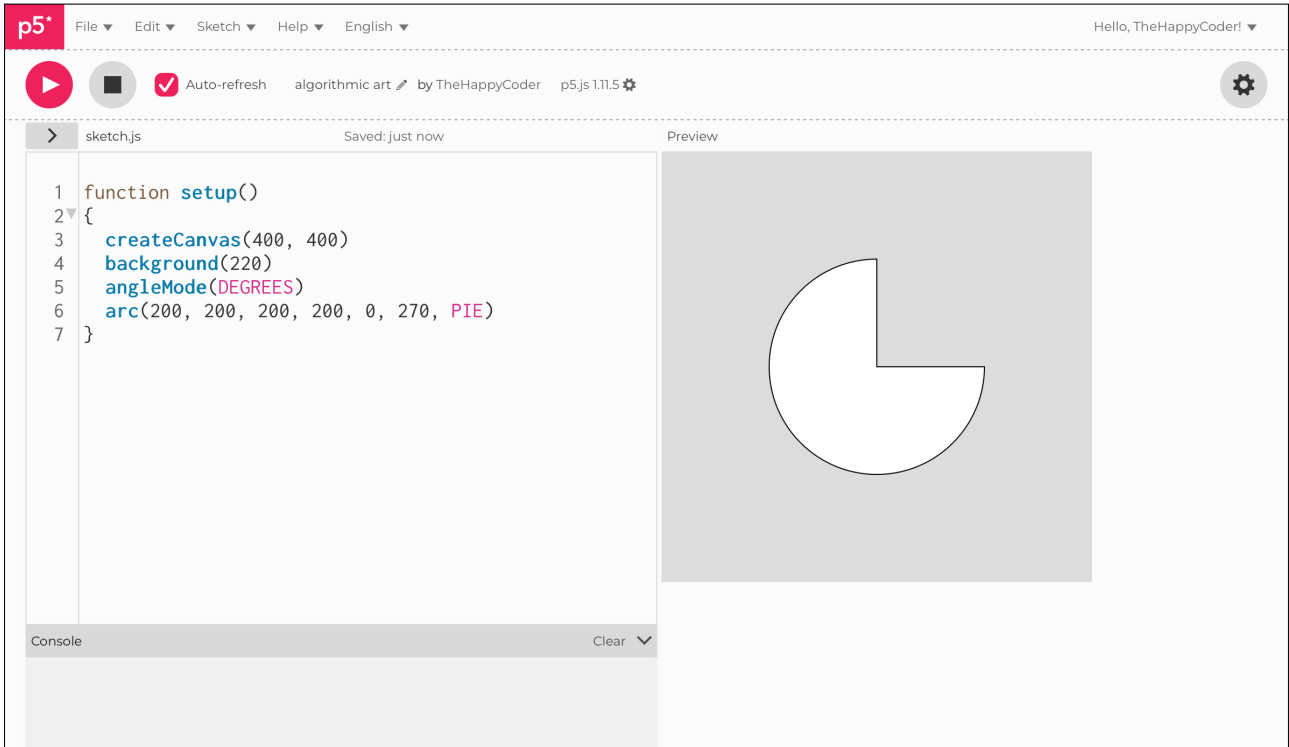 p5* File Edit Sketch Help English Hello, TheHappyCoder!
Auto-refresh algorithmic art by TheHappyCoder p5.js 1.11.5
sketch.js Saved: just now Preview
1 function setup()
2 {
3 createCanvas(400, 400)
4 background(220)
5 angleMode(DEGREES)
6 arc(200, 200, 200, 200, 0, 270, PIE)
7 }
Console Clear